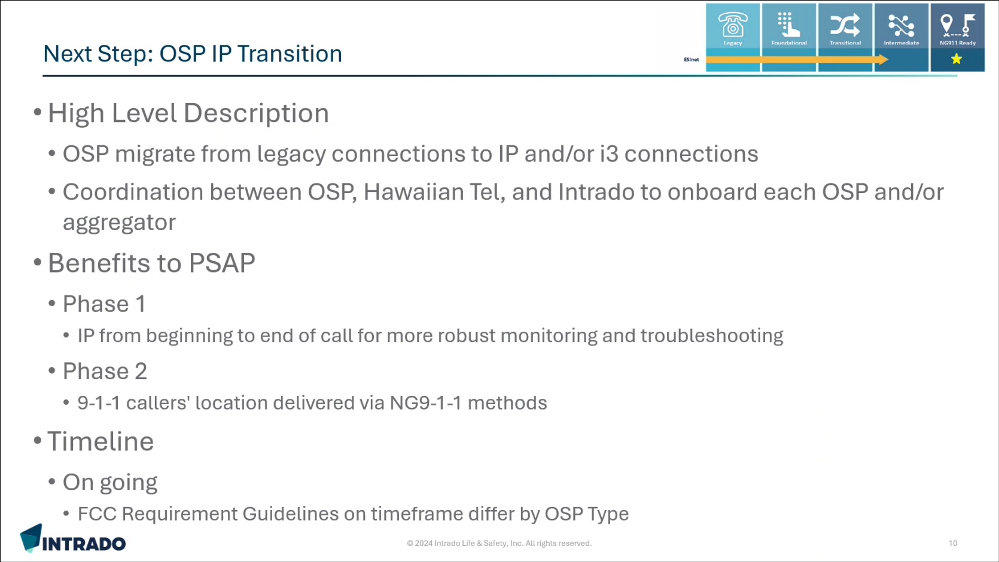 Legacy
Foundational
Transitional
Intermediate
NG911 Ready
ESInet
Next Step: OSP IP Transition
• High Level Description
• OSP migrate from legacy connections to IP and/or i3 connections
• Coordination between OSP, Hawaiian Tel, and Intrado to onboard each OSP and/or
aggregator
• Benefits to PSAP
• Phase 1
• IP from beginning to end of call for more robust monitoring and troubleshooting
• Phase 2
• 9-1-1 callers' location delivered via NG9-1-1 methods
• Timeline
• On going
• FCC Requirement Guidelines on timeframe differ by OSP Type
INTRADO
© 2024 Intrado Life & Safety, Inc. All rights reserved.
10